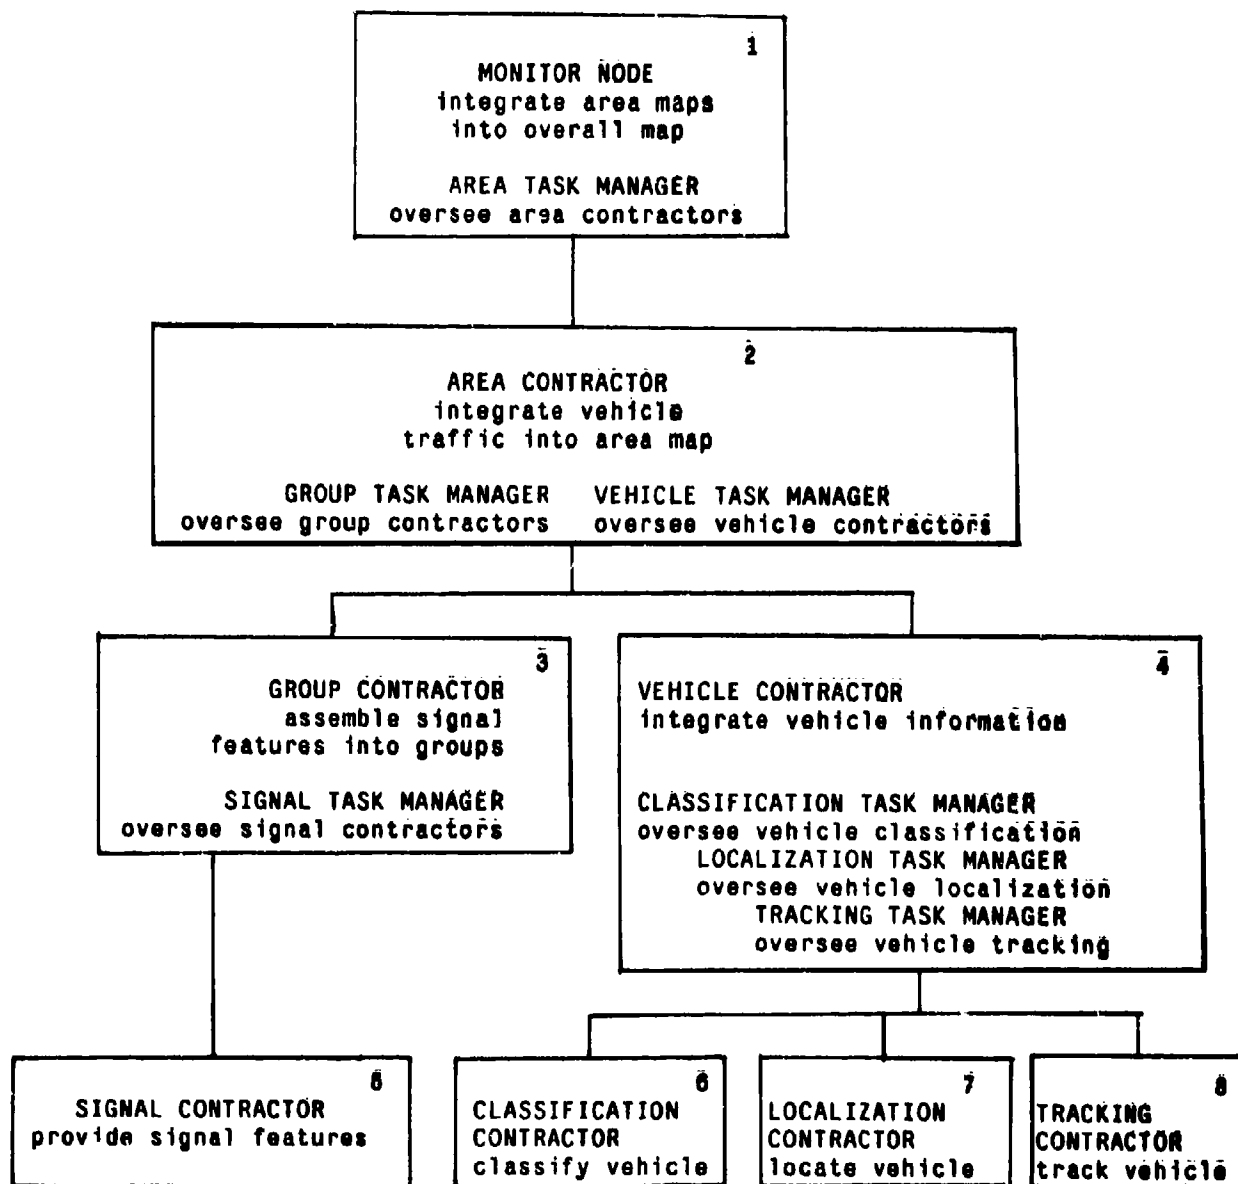 1
MONITOR NODE
integrate area maps
into overall map
AREA TASK MANAGER
oversee area contractors
2
AREA CONTRACTOR
integrate vehicle
traffic into area map
GROUP TASK MANAGER
oversee group contractors
VEHICLE TASK MANAGER
oversee vehicle contractors
3
GROUP CONTRACTOR
assemble signal
features into groups
SIGNAL TASK MANAGER
oversee signal contractors
4
VEHICLE CONTRACTOR
integrate vehicle information
CLASSIFICATION TASK MANAGER
oversee vehicle classification
LOCALIZATION TASK MANAGER
oversee vehicle localization
TRACKING TASK MANAGER
oversee vehicle tracking
5
SIGNAL CONTRACTOR
provide signal features
6
CLASSIFICATION
CONTRACTOR
classify vehicle
7
LOCALIZATION
CONTRACTOR
locate vehicle
8
TRACKING
CONTRACTOR
track vehicle